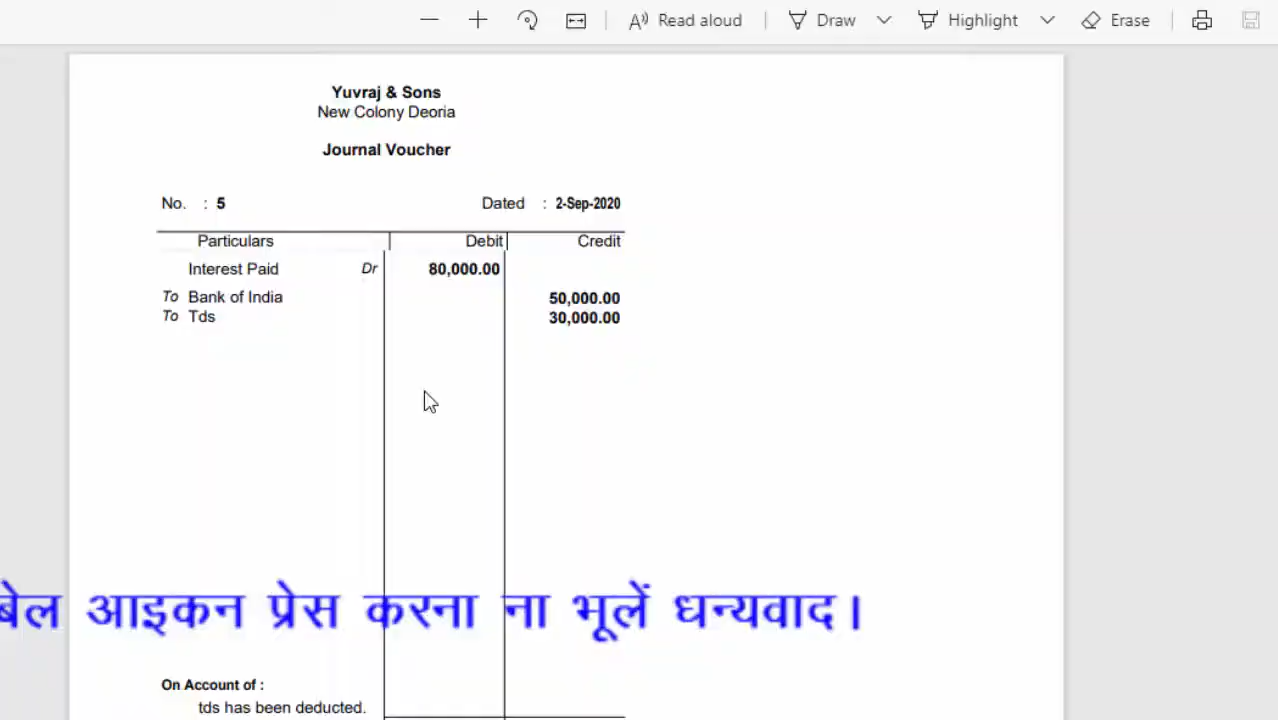 Read aloud Draw Highlight Erase
Yuvraj & Sons
New Colony Deoria
Journal Voucher
No. : 5 Dated : 2-Sep-2020
Particulars Debit Credit
Interest Paid Dr 80,000.00
To Bank of India 50,000.00
To Tds 30,000.00
बेल आइकन प्रेस करना ना भूलें धन्यवाद।
On Account of :
tds has been deducted.